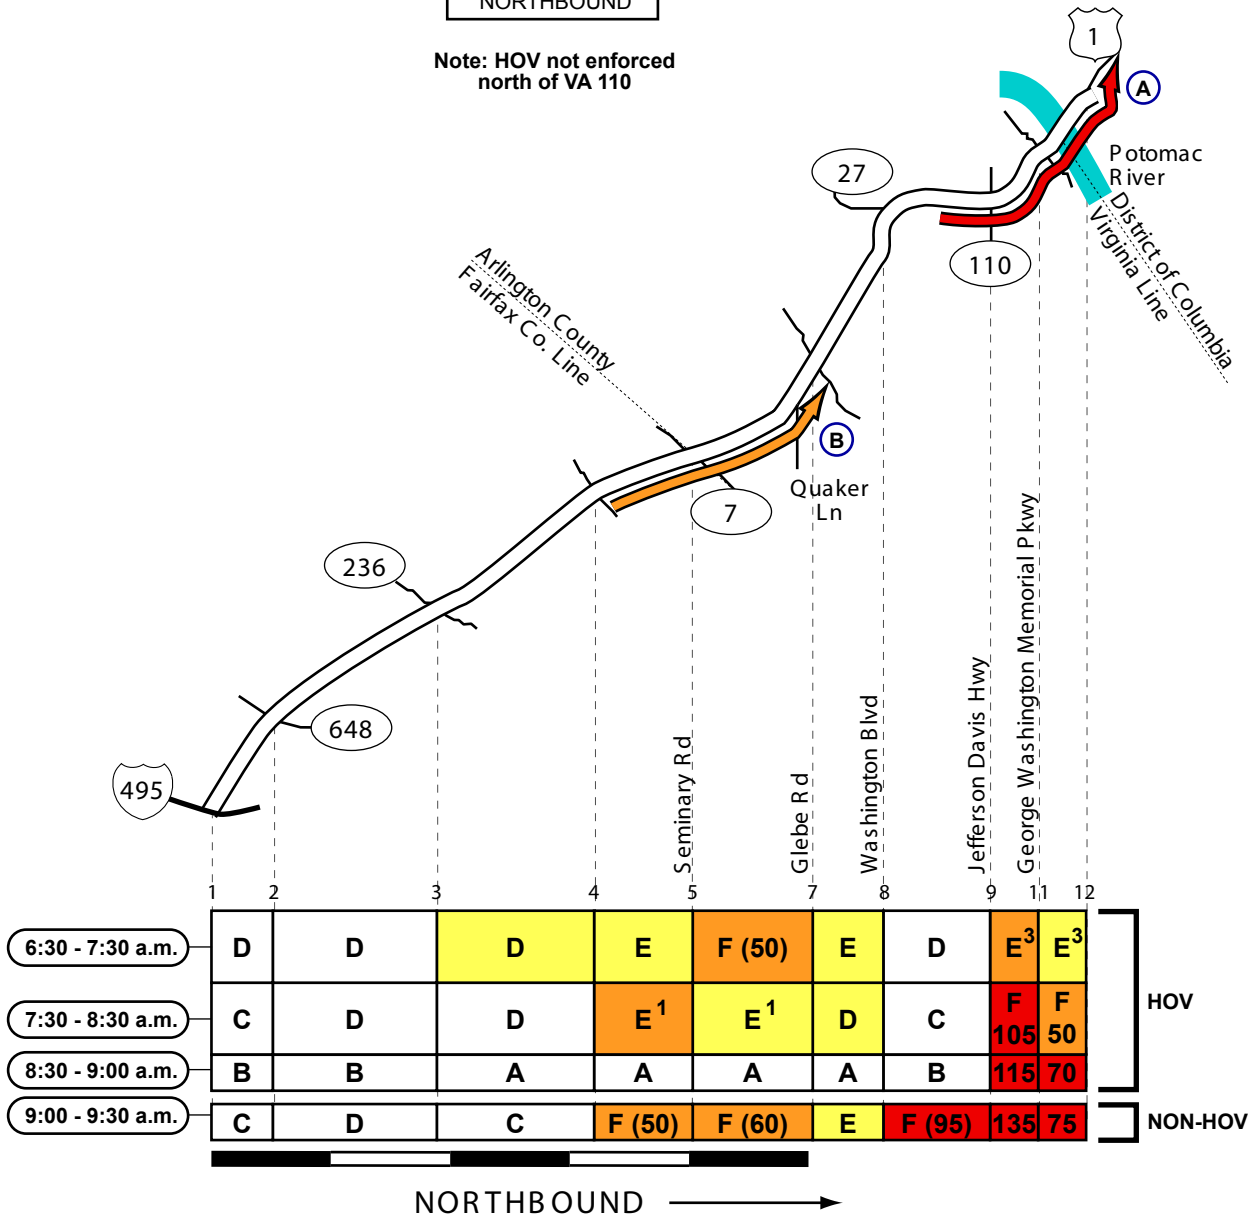 NORTHBOUND
Note: HOV not enforced
north of VA 110
1
A
Potomac
River
27
District of Columbia
Virginia Line
110
Arlington County
Fairfax Co. Line
B
Quaker
Ln
7
236
648
495
Seminary Rd
Glebe Rd
Washington Blvd
Jefferson Davis Hwy
George Washington Memorial Pkwy
1 2 3 4 5 7 8 9 11 12
6:30 - 7:30 a.m. D D D E F (50) E D E3 E3
7:30 - 8:30 a.m. C D D E1 E1 D C F 105 F 50
HOV
8:30 - 9:00 a.m. B B A A A A B 115 70
9:00 - 9:30 a.m. C D C F (50) F (60) E F (95) 135 75 NON-HOV
NORTHBOUND